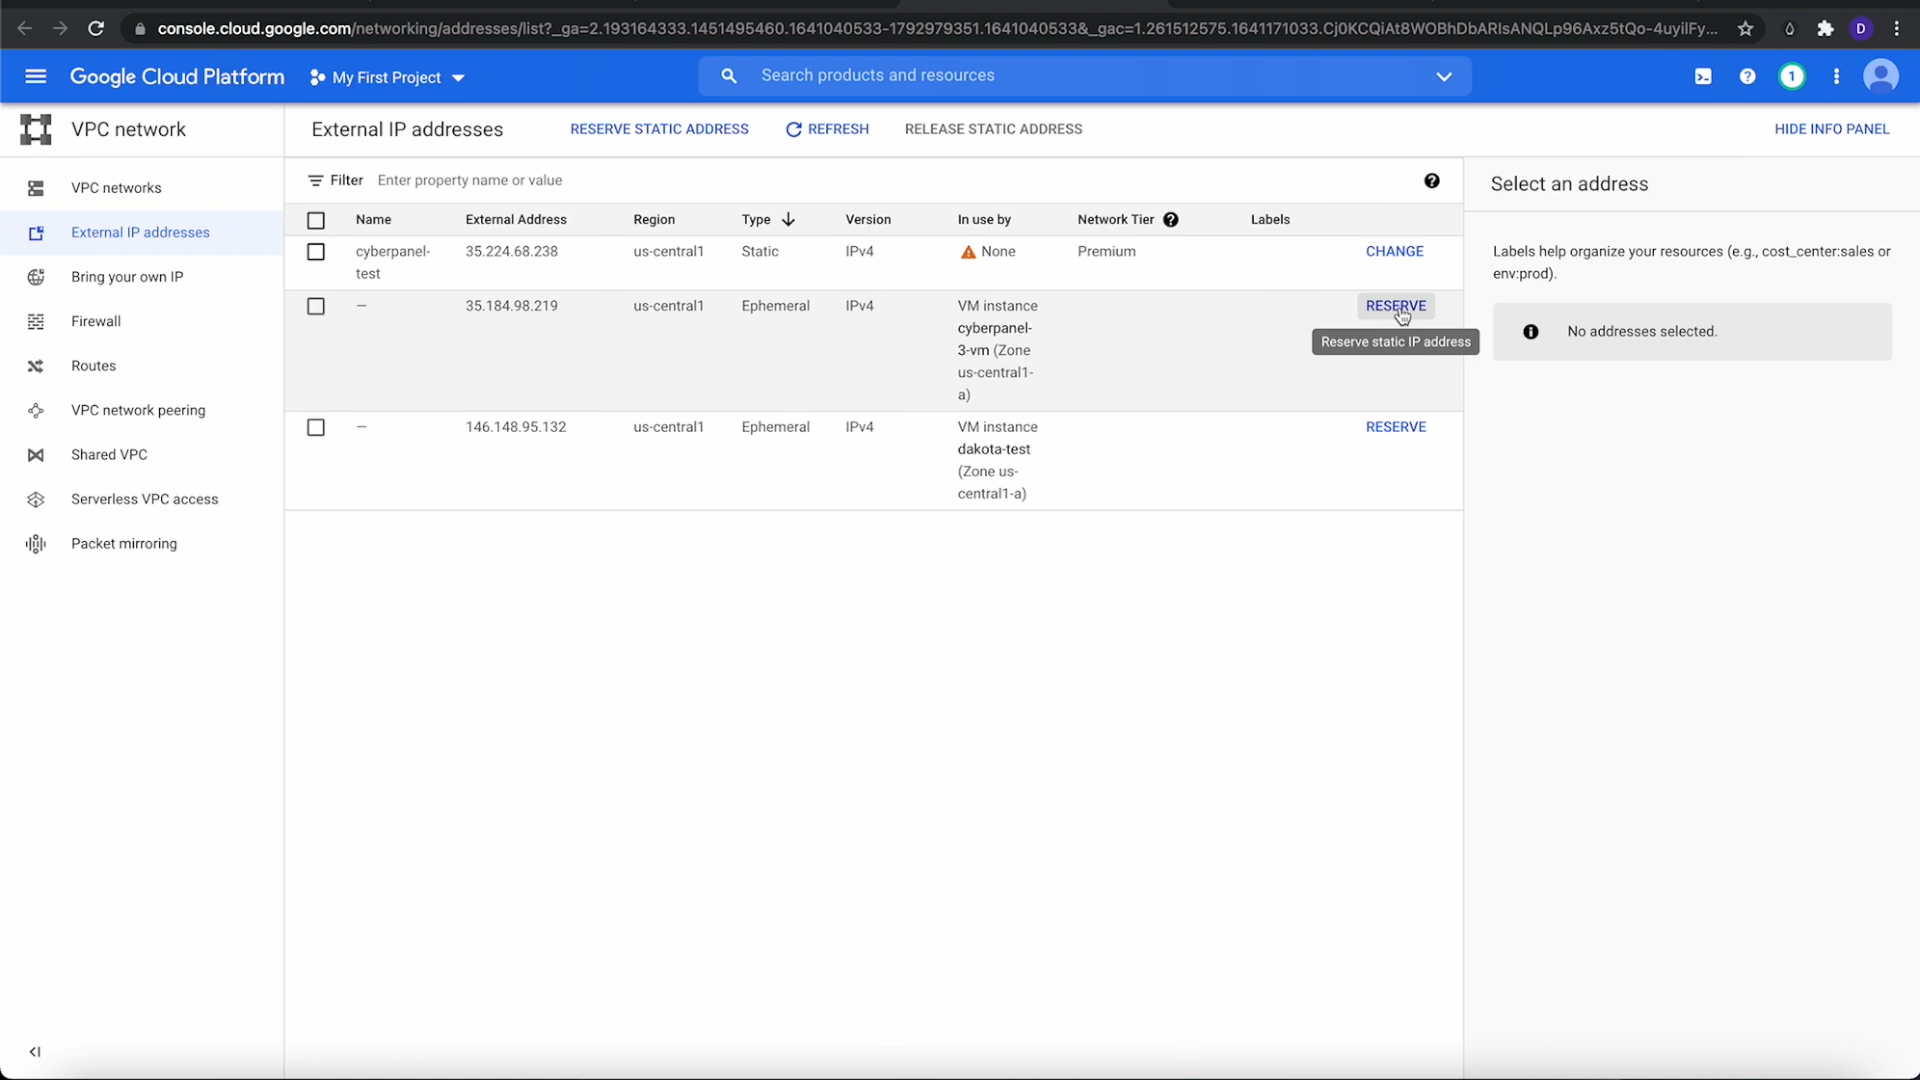 console.cloud.google.com/networking/addresses/list?_ga=2.193164333.1451495460.1641040533-1792979351.1641040533&_gac=1.261512575.1641171033.Cj0KCQiAt8WOBhDbARIsANQLp96Axz5tQo-4uyilFy...
D
Google Cloud Platform
My First Project
Search products and resources
1
VPC network
External IP addresses
RESERVE STATIC ADDRESS
REFRESH
RELEASE STATIC ADDRESS
HIDE INFO PANEL
VPC networks
External IP addresses
Bring your own IP
Firewall
Routes
VPC network peering
Shared VPC
Serverless VPC access
Packet mirroring
Filter Enter property name or value
Name External Address Region Type Version In use by Network Tier Labels
cyberpanel- 35.224.68.238 us-central1 Static IPv4 None Premium CHANGE
test
— 35.184.98.219 us-central1 Ephemeral IPv4 VM instance RESERVE
cyberpanel-
3-vm (Zone
us-central1-
a)
Reserve static IP address
— 146.148.95.132 us-central1 Ephemeral IPv4 VM instance RESERVE
dakota-test
(Zone us-
central1-a)
Select an address
Labels help organize your resources (e.g., cost_center:sales or
env:prod).
No addresses selected.